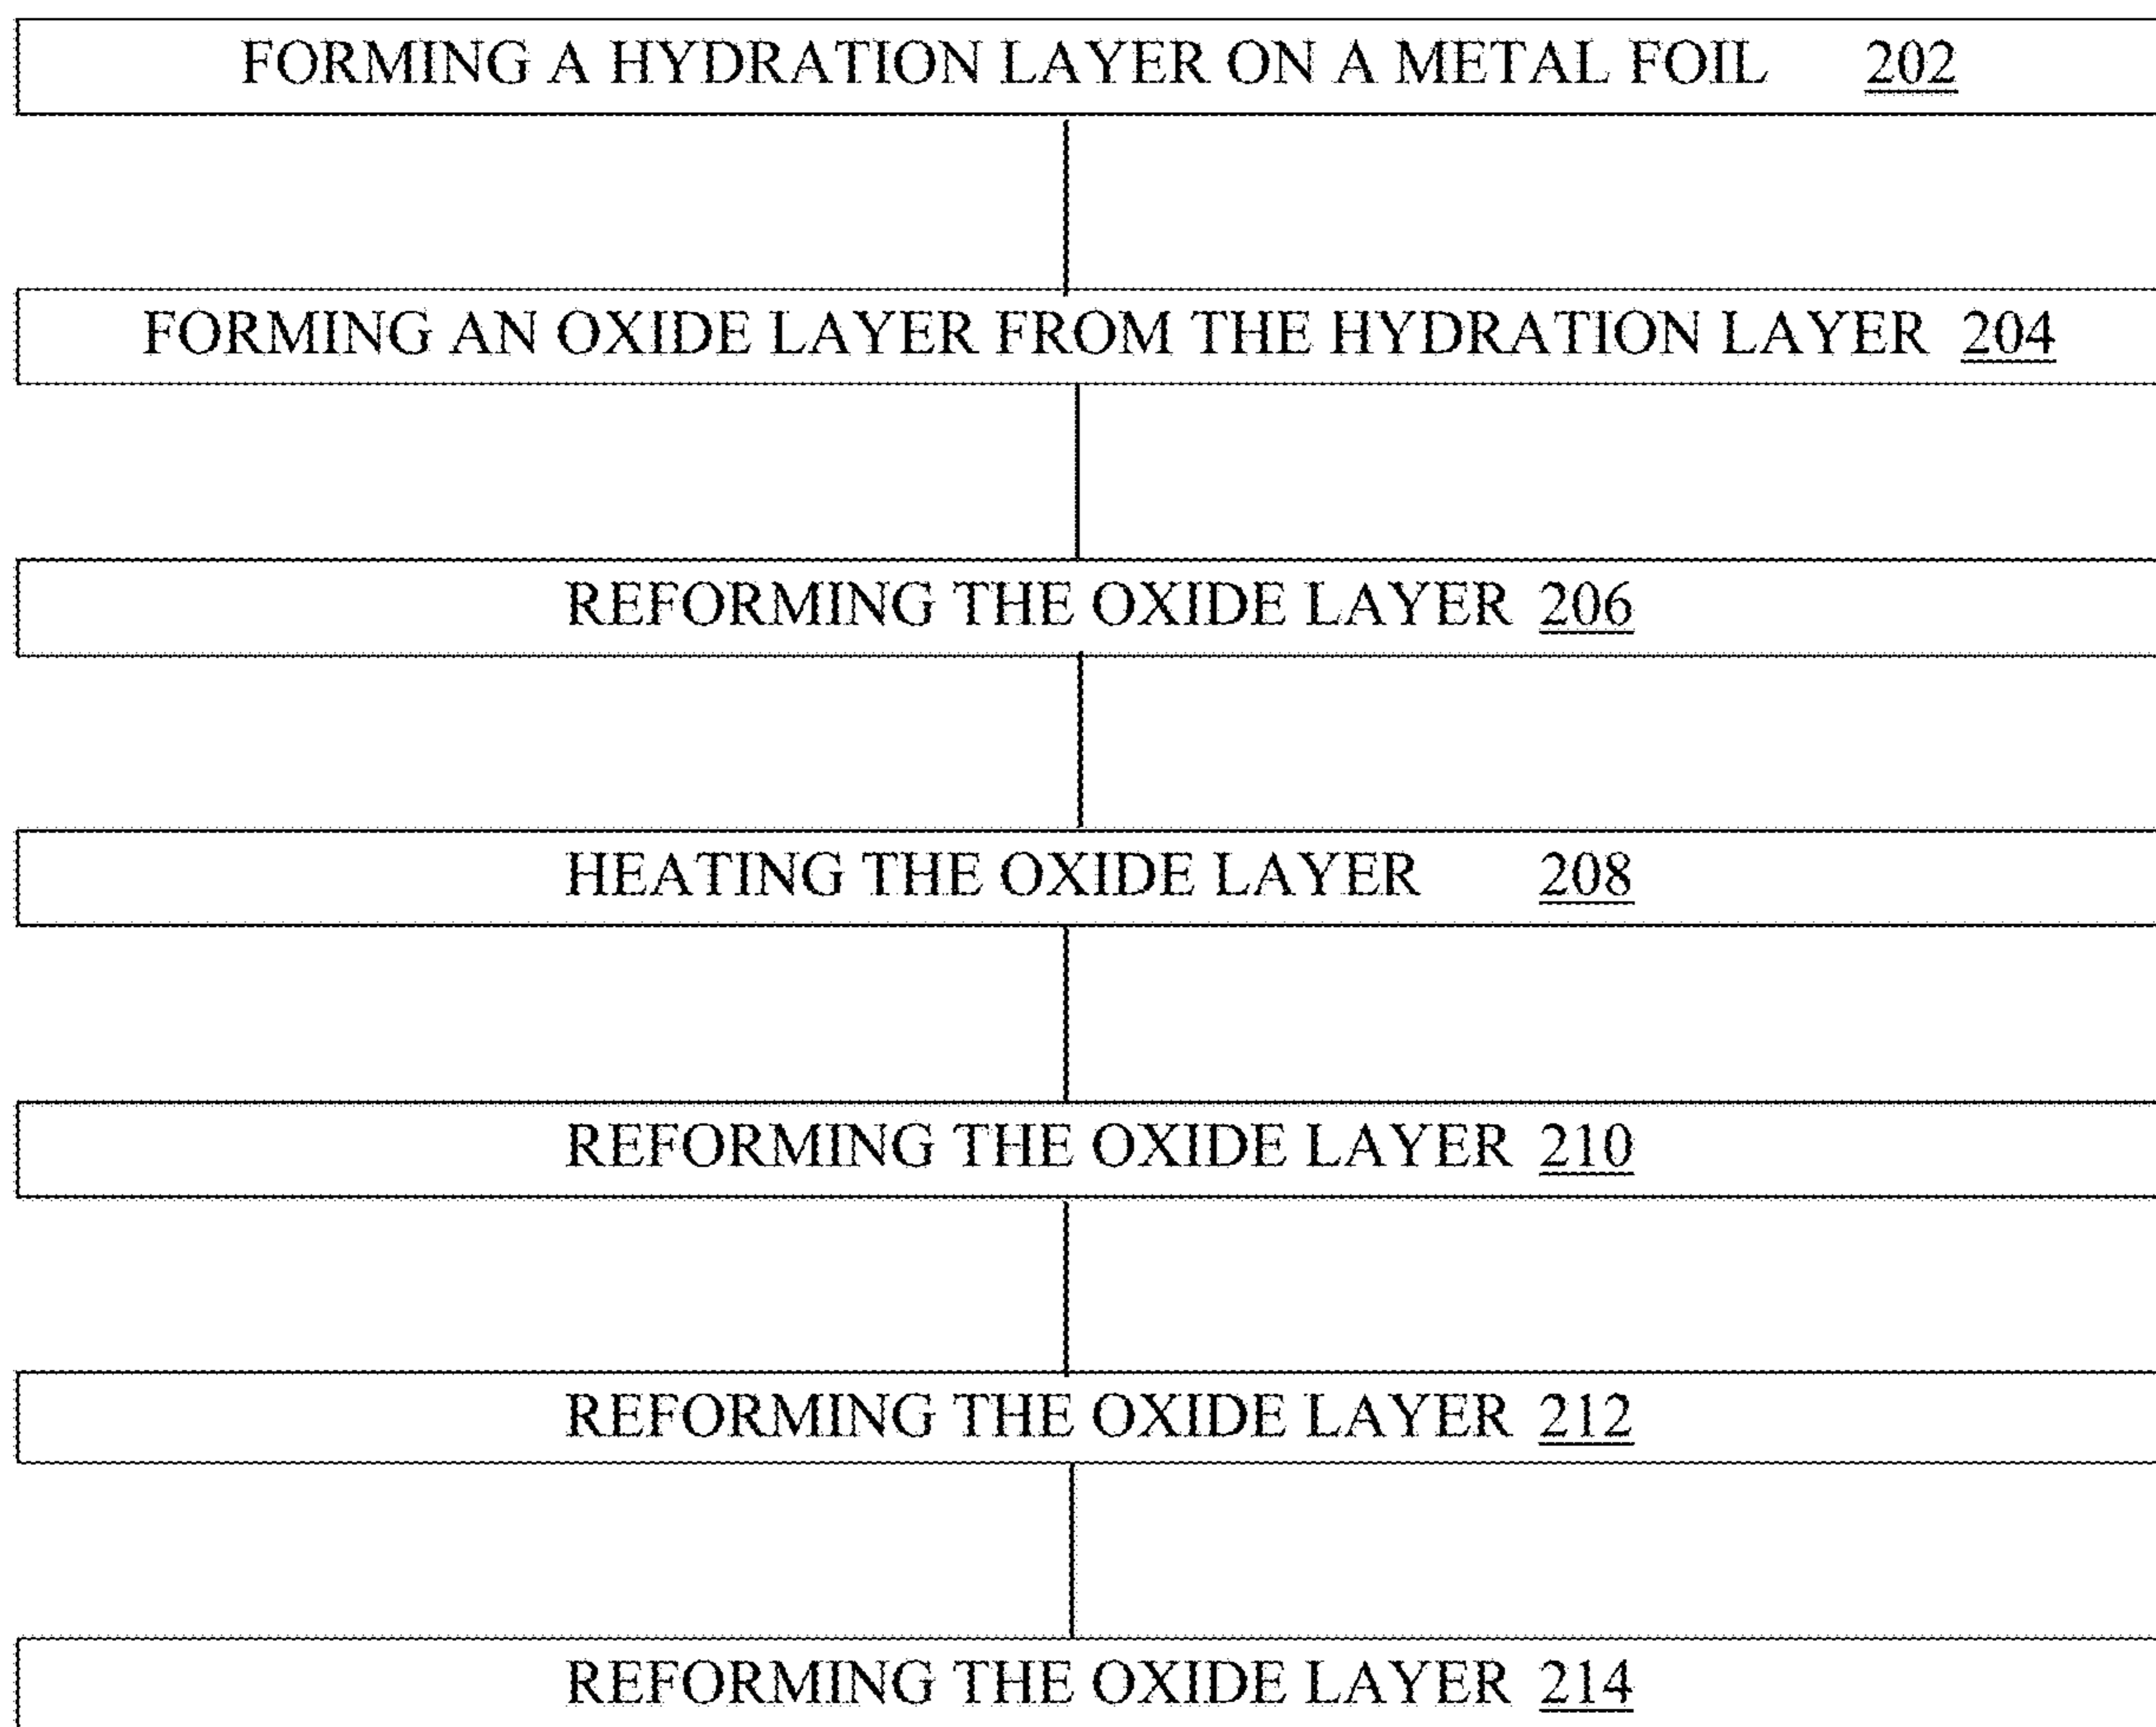 FORMING A HYDRATION LAYER ON A METAL FOIL 202
FORMING AN OXIDE LAYER FROM THE HYDRATION LAYER 204
REFORMING THE OXIDE LAYER 206
HEATING THE OXIDE LAYER 208
REFORMING THE OXIDE LAYER 210
REFORMING THE OXIDE LAYER 212
REFORMING THE OXIDE LAYER 214